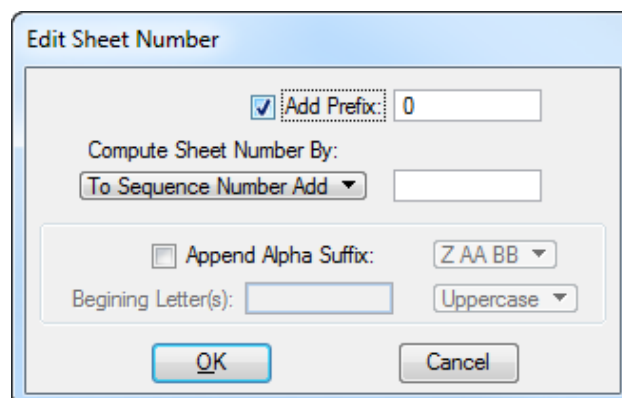 Edit Sheet Number
Add Prefix: 0
Compute Sheet Number By:
To Sequence Number Add
Append Alpha Suffix: Z AA BB
Begining Letter(s): Uppercase
OK Cancel